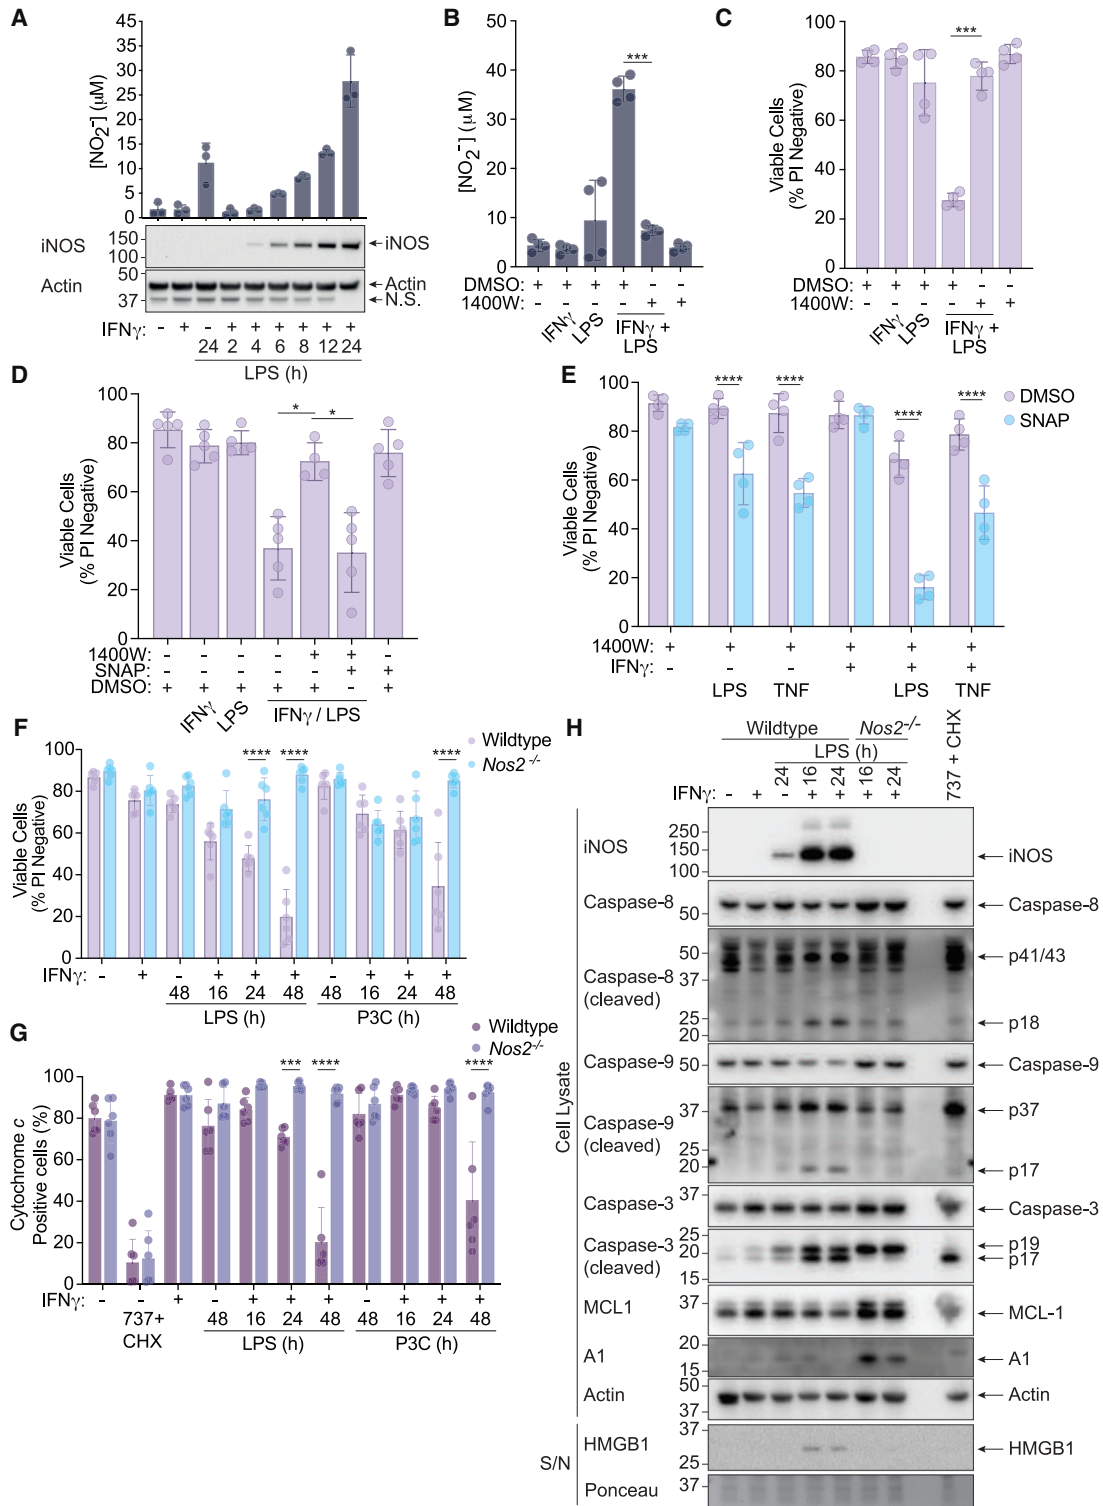 A
[NO2-] (μM)
45
35
30
25
20
15
10
5
0
iNOS
150
100
iNOS
Actin
50
37
Actin
N.S.
IFNγ: - + - + + + + + +
24 2 4 6 8 12 24
LPS (h)
B
[NO2-] (μM)
50
40
30
20
10
0
***
DMSO: + + + +
1400W: + +
IFNγ
LPS
IFNγ +
LPS
C
Viable Cells
(% PI Negative)
100
80
60
40
20
0
***
DMSO: + + + +
1400W: + +
IFNγ
LPS
IFNγ +
LPS
D
Viable Cells
(% PI Negative)
100
80
60
40
20
0
* *
1400W: - - - - + + -
SNAP: - - - - - + +
DMSO: + + + + + - +
IFNγ
LPS
IFNγ / LPS
E
Viable Cells
(% PI Negative)
100
80
60
40
20
0
**** **** **** ****
DMSO
SNAP
1400W: + + + + + +
IFNγ: - - - + + +
LPS TNF LPS TNF
F
Viable Cells
(% PI Negative)
100
80
60
40
20
0
**** **** ****
Wildtype
Nos2 -/-
IFNγ: - + - + + + - + + +
48 16 24 48 48 16 24 48
LPS (h) P3C (h)
G
Cytochrome c
Positive cells (%)
100
80
60
40
20
0
*** **** ****
Wildtype
Nos2-/-
IFNγ: - - + - + + + - + + +
737+
CHX
48 16 24 48 48 16 24 48
LPS (h) P3C (h)
H
Wildtype Nos2-/-
LPS (h)
24 16 24 16 24
IFNγ: - + - + + + +
737 + CHX
Cell Lysate
iNOS
250
150
100
iNOS
Caspase-8
50
Caspase-8
Caspase-8
(cleaved)
50
37
25
20
p41/43
p18
Caspase-9
50
Caspase-9
Caspase-9
(cleaved)
37
25
20
p37
p17
Caspase-3
37
Caspase-3
Caspase-3
(cleaved)
25
20
15
p19
p17
MCL1
37
MCL-1
A1
20
15
A1
Actin
50
37
Actin
S/N
HMGB1
37
25
HMGB1
Ponceau
37